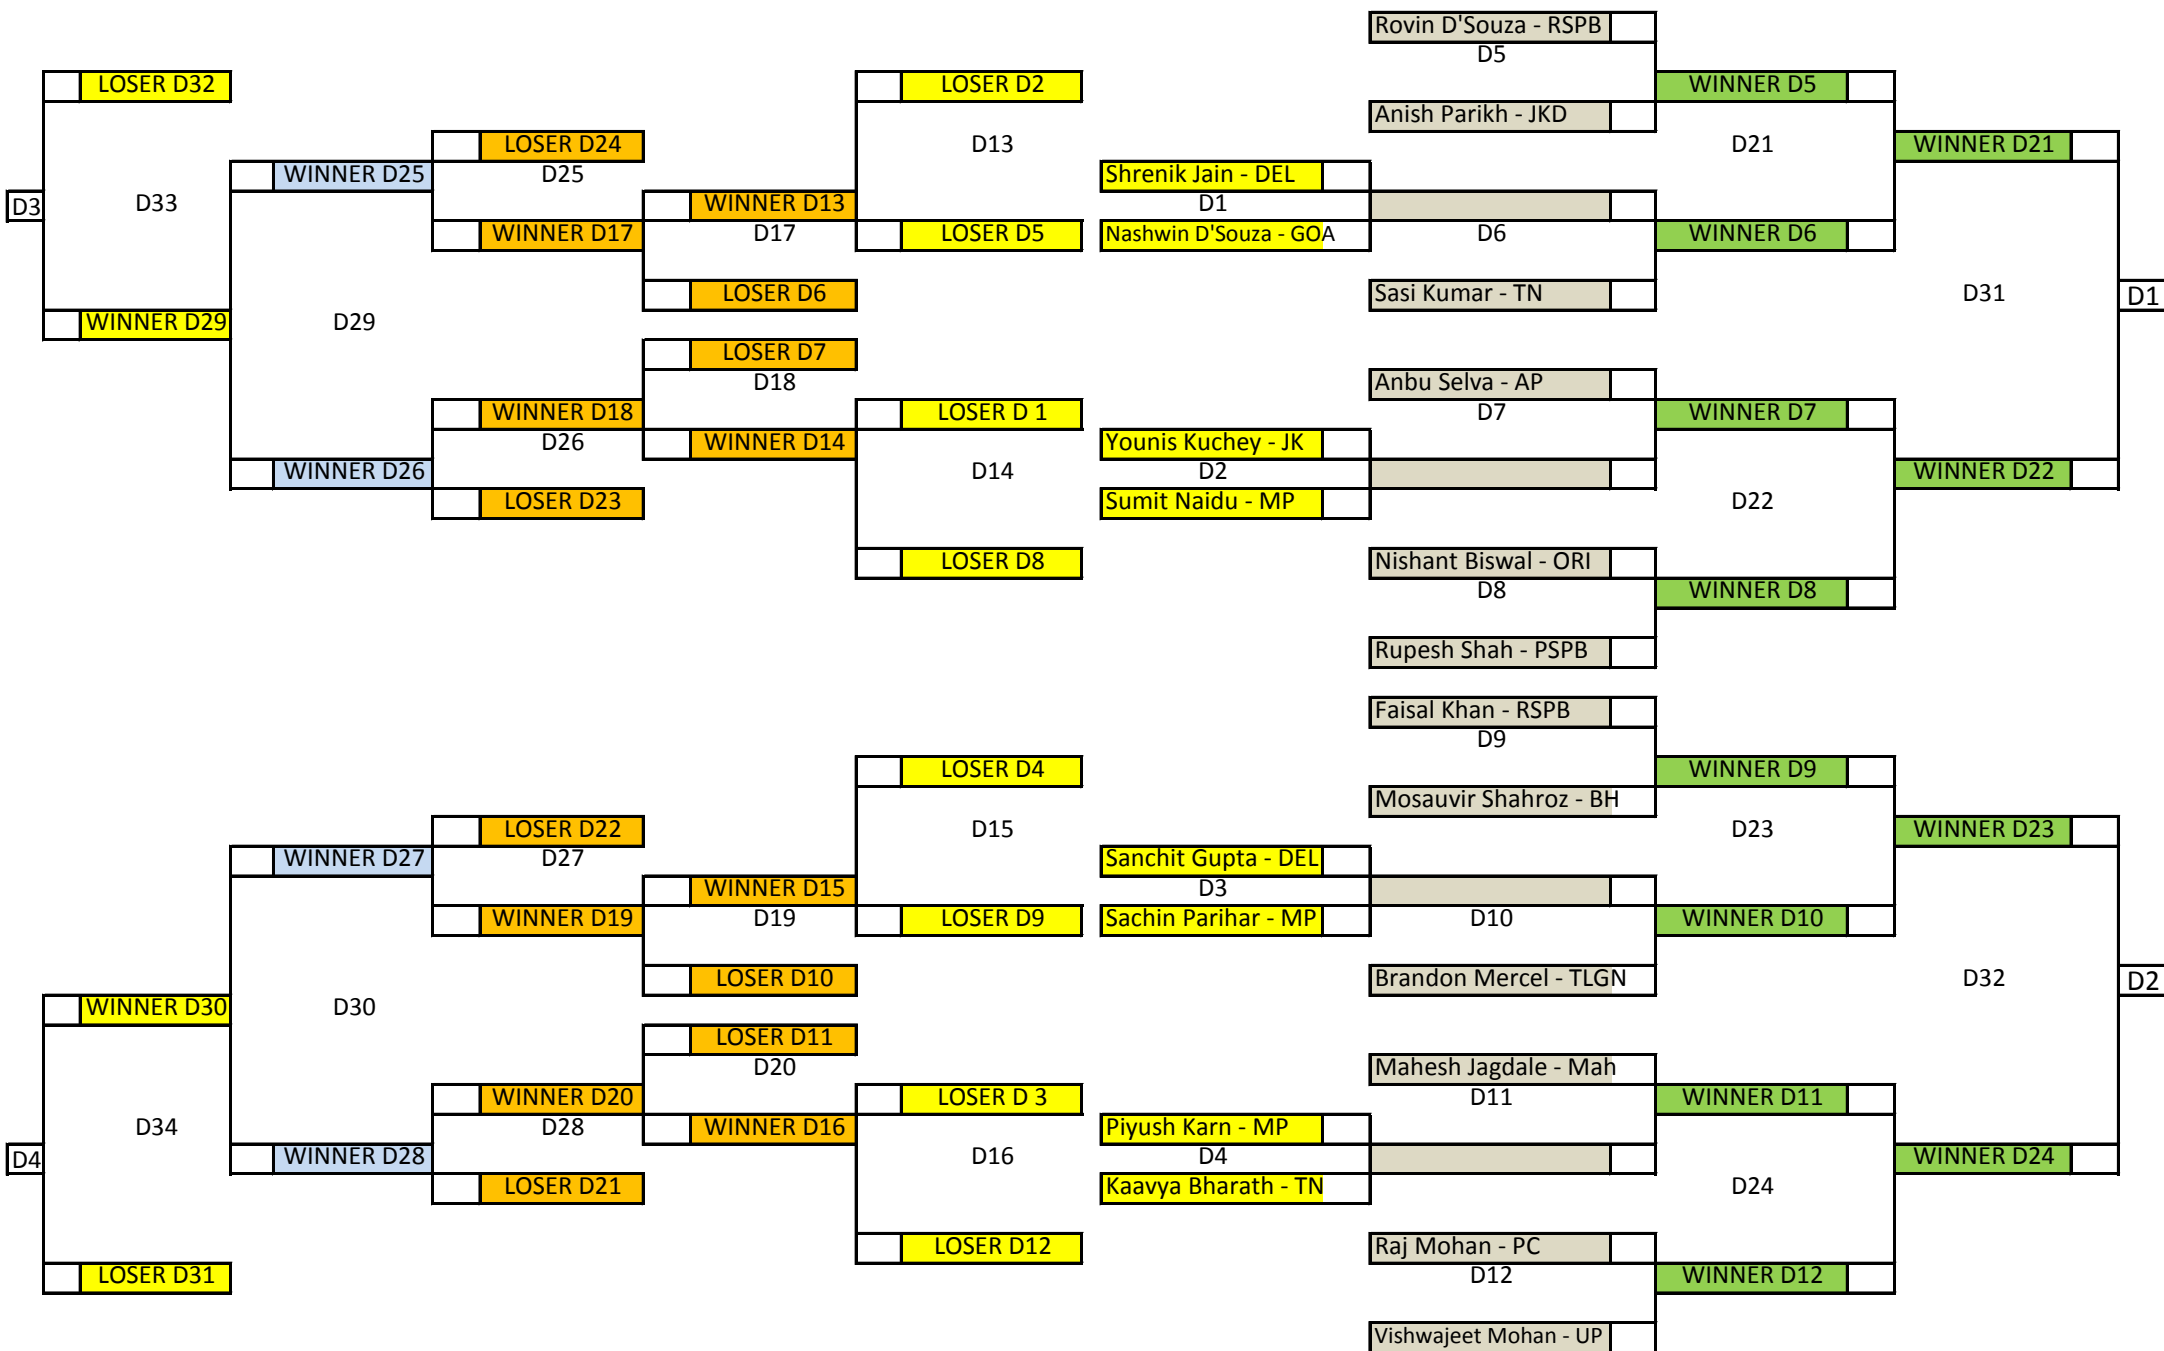 Rovin D'Souza - RSPB
D5
LOSER D32 LOSER D2 WINNER D5
Anish Parikh - JKD
LOSER D24 D13 D21 WINNER D21
WINNER D25 D25 Shrenik Jain - DEL
D3 D33 WINNER D13 D1
WINNER D17 D17 LOSER D5 Nashwin D'Souza - GOA D6 WINNER D6
LOSER D6 Sasi Kumar - TN D31 D1
WINNER D29 D29
LOSER D7
D18 Anbu Selva - AP
WINNER D18 LOSER D 1 D7 WINNER D7
D26 WINNER D14 Younis Kuchey - JK
WINNER D26 D14 D2 WINNER D22
LOSER D23 Sumit Naidu - MP D22
LOSER D8 Nishant Biswal - ORI
D8 WINNER D8
Rupesh Shah - PSPB
Faisal Khan - RSPB
D9
LOSER D4 WINNER D9
Mosauvir Shahroz - BH
LOSER D22 D15 D23 WINNER D23
WINNER D27 D27 Sanchit Gupta - DEL
WINNER D15 D3
WINNER D19 D19 LOSER D9 Sachin Parihar - MP D10 WINNER D10
LOSER D10 Brandon Mercel - TLGN D32 D2
WINNER D30 D30
LOSER D11
D20 Mahesh Jagdale - Mah
WINNER D20 LOSER D 3 D11 WINNER D11
D34 D28 WINNER D16 Piyush Karn - MP
D4 WINNER D28 D16 D4 WINNER D24
LOSER D21 Kaavya Bharath - TN D24
LOSER D12 Raj Mohan - PC
LOSER D31 D12 WINNER D12
Vishwajeet Mohan - UP